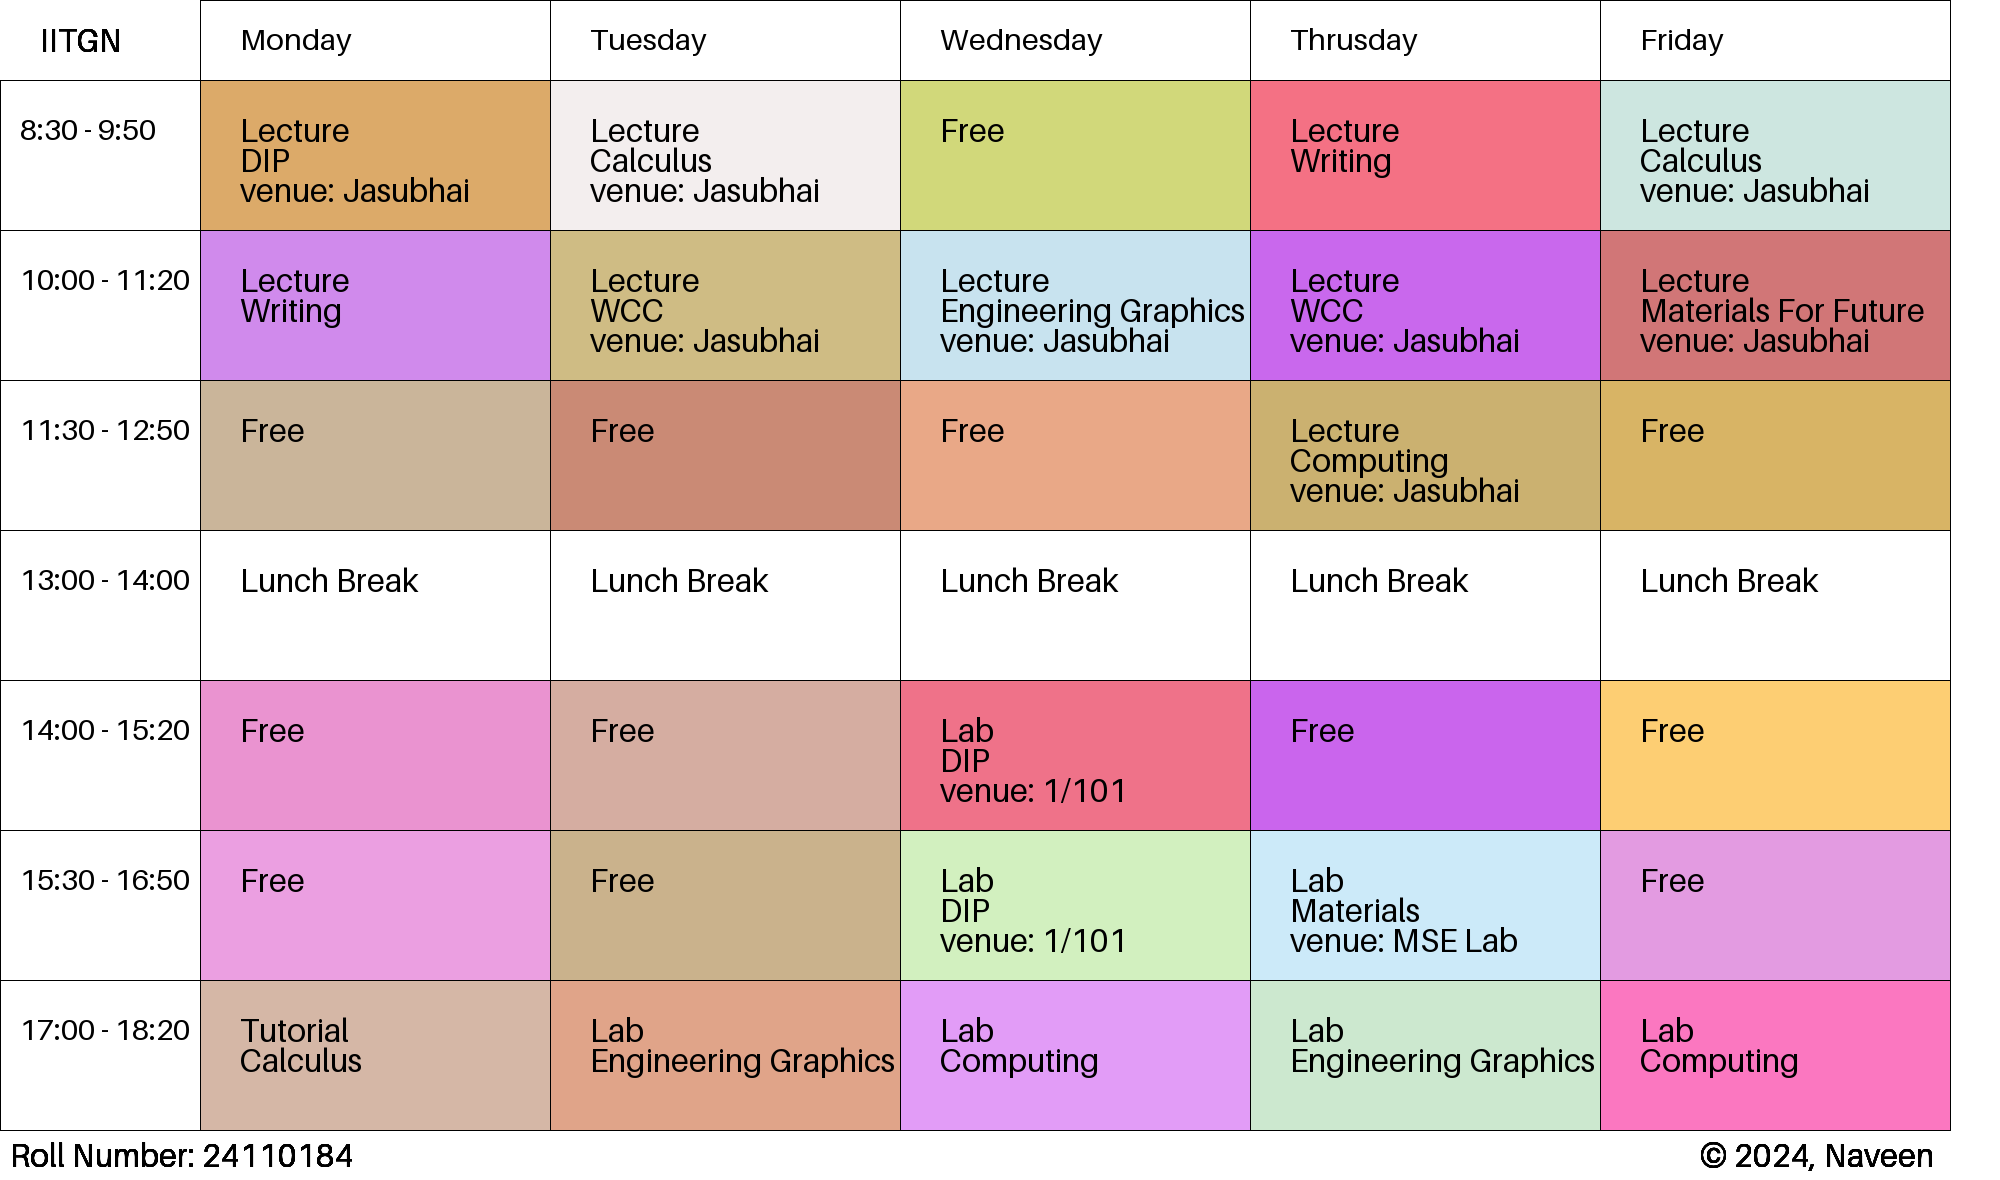 IITGN Monday Tuesday Wednesday Thrusday Friday
8:30 - 9:50
Lecture
DIP
venue: Jasubhai
Lecture
Calculus
venue: Jasubhai
Free
Lecture
Writing
Lecture
Calculus
venue: Jasubhai
10:00 - 11:20
Lecture
Writing
Lecture
WCC
venue: Jasubhai
Lecture
Engineering Graphics
venue: Jasubhai
Lecture
WCC
venue: Jasubhai
Lecture
Materials For Future
venue: Jasubhai
11:30 - 12:50
Free
Free
Free
Lecture
Computing
venue: Jasubhai
Free
13:00 - 14:00
Lunch Break
Lunch Break
Lunch Break
Lunch Break
Lunch Break
14:00 - 15:20
Free
Free
Lab
DIP
venue: 1/101
Free
Free
15:30 - 16:50
Free
Free
Lab
DIP
venue: 1/101
Lab
Materials
venue: MSE Lab
Free
17:00 - 18:20
Tutorial
Calculus
Lab
Engineering Graphics
Lab
Computing
Lab
Engineering Graphics
Lab
Computing
Roll Number: 24110184
© 2024, Naveen